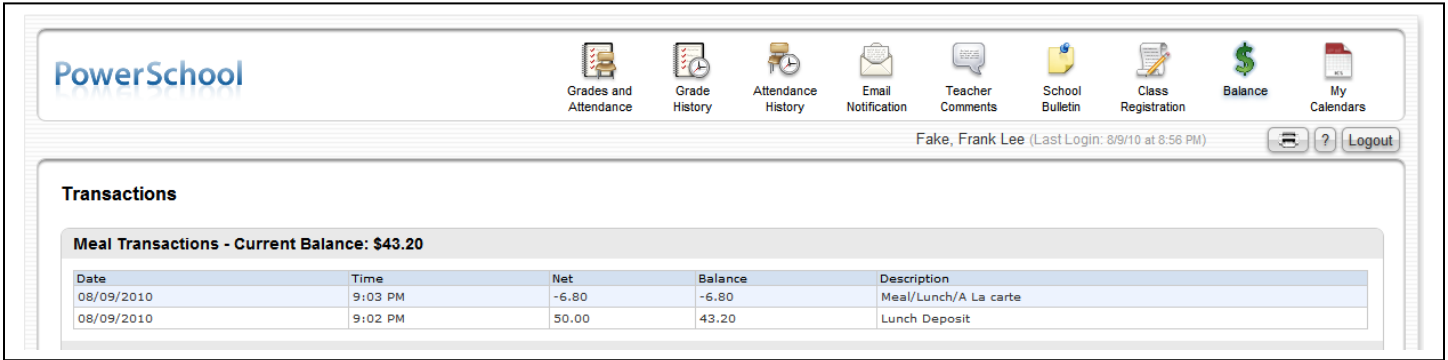 PowerSchool
Grades and Attendance
Grade History
Attendance History
Email Notification
Teacher Comments
School Bulletin
Class Registration
Balance
My Calendars
Fake, Frank Lee (Last Login: 8/9/10 at 8:56 PM)
? Logout
Transactions
Meal Transactions - Current Balance: $43.20
Date Time Net Balance Description
08/09/2010 9:03 PM -6.80 -6.80 Meal/Lunch/A La carte
08/09/2010 9:02 PM 50.00 43.20 Lunch Deposit